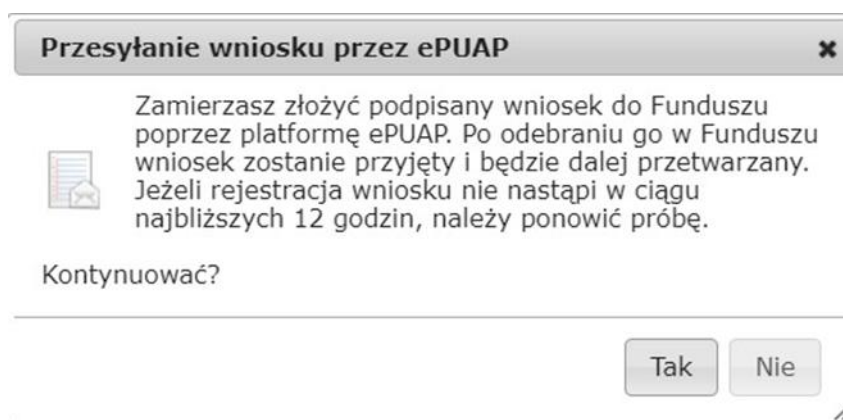 Przesyłanie wniosku przez ePUAP
Zamierzasz złożyć podpisany wniosek do Funduszu
poprzez platformę ePUAP. Po odebraniu go w Funduszu
wniosek zostanie przyjęty i będzie dalej przetwarzany.
Jeżeli rejestracja wniosku nie nastąpi w ciągu
najbliższych 12 godzin, należy ponowić próbę.
Kontynuować?
Tak Nie